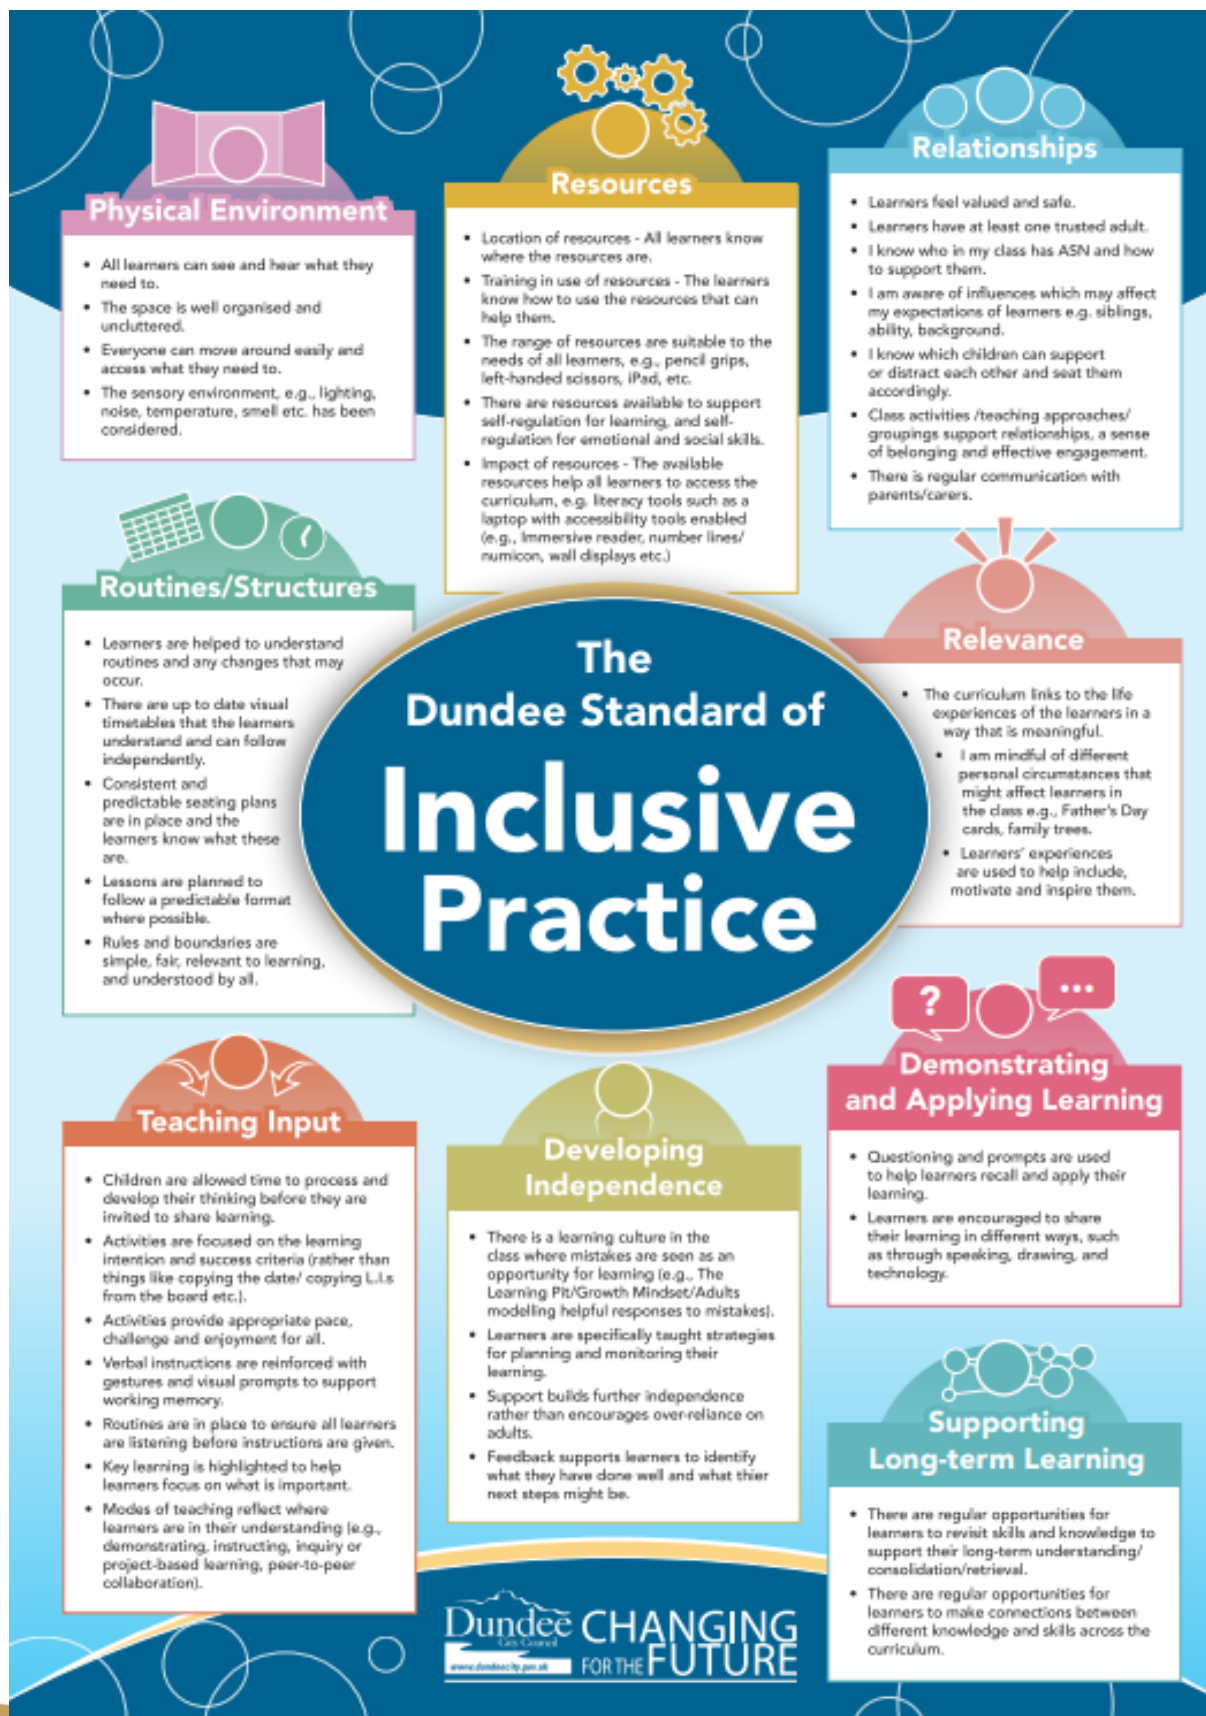 Physical Environment
• All learners can see and hear what they
need to.
• The space is well organised and
uncluttered.
• Everyone can move around easily and
access what they need to.
• The sensory environment, e.g., lighting,
noise, temperature, smell etc. has been
considered.
Resources
• Location of resources - All learners know
where the resources are.
• Training in use of resources - The learners
know how to use the resources that can
help them.
• The range of resources are suitable to the
needs of all learners, e.g., pencil grips,
left-handed scissors, iPad, etc.
• There are resources available to support
self-regulation for learning, and self-
regulation for emotional and social skills.
• Impact of resources - The available
resources help all learners to access the
curriculum, e.g. literacy tools such as a
laptop with accessibility tools enabled
(e.g., Immersive reader, number lines/
numicon, wall displays etc.)
Relationships
• Learners feel valued and safe.
• Learners have at least one trusted adult.
• I know who in my class has ASN and how
to support them.
• I am aware of influences which may affect
my expectations of learners e.g. siblings,
ability, background.
• I know which children can support
or distract each other and seat them
accordingly.
• Class activities /teaching approaches/
groupings support relationships, a sense
of belonging and effective engagement.
• There is regular communication with
parents/carers.
Routines/Structures
• Learners are helped to understand
routines and any changes that may
occur.
• There are up to date visual
timetables that the learners
understand and can follow
independently.
• Consistent and
predictable seating plans
are in place and the
learners know what these
are.
• Lessons are planned to
follow a predictable format
where possible.
• Rules and boundaries are
simple, fair, relevant to learning,
and understood by all.
The
Dundee Standard of
Inclusive
Practice
Relevance
• The curriculum links to the life
experiences of the learners in a
way that is meaningful.
• I am mindful of different
personal circumstances that
might affect learners in
the class e.g., Father's Day
cards, family trees.
• Learners' experiences
are used to help include,
motivate and inspire them.
Teaching Input
• Children are allowed time to process and
develop their thinking before they are
invited to share learning.
• Activities are focused on the learning
intention and success criteria (rather than
things like copying the date/ copying L.I.s
from the board etc.).
• Activities provide appropriate pace,
challenge and enjoyment for all.
• Verbal instructions are reinforced with
gestures and visual prompts to support
working memory.
• Routines are in place to ensure all learners
are listening before instructions are given.
• Key learning is highlighted to help
learners focus on what is important.
• Modes of teaching reflect where
learners are in their understanding (e.g.,
demonstrating, instructing, inquiry or
project-based learning, peer-to-peer
collaboration).
Developing
Independence
• There is a learning culture in the
class where mistakes are seen as an
opportunity for learning (e.g., The
Learning Pit/Growth Mindset/Adults
modelling helpful responses to mistakes).
• Learners are specifically taught strategies
for planning and monitoring their
learning.
• Support builds further independence
rather than encourages over-reliance on
adults.
• Feedback supports learners to identify
what they have done well and what thier
next steps might be.
? ...
Demonstrating
and Applying Learning
• Questioning and prompts are used
to help learners recall and apply their
learning.
• Learners are encouraged to share
their learning in different ways, such
as through speaking, drawing, and
technology.
Supporting
Long-term Learning
• There are regular opportunities for
learners to revisit skills and knowledge to
support their long-term understanding/
consolidation/retrieval.
• There are regular opportunities for
learners to make connections between
different knowledge and skills across the
curriculum.
Dundee
City Council
www.dundeecity.gov.uk
CHANGING
FOR THE FUTURE